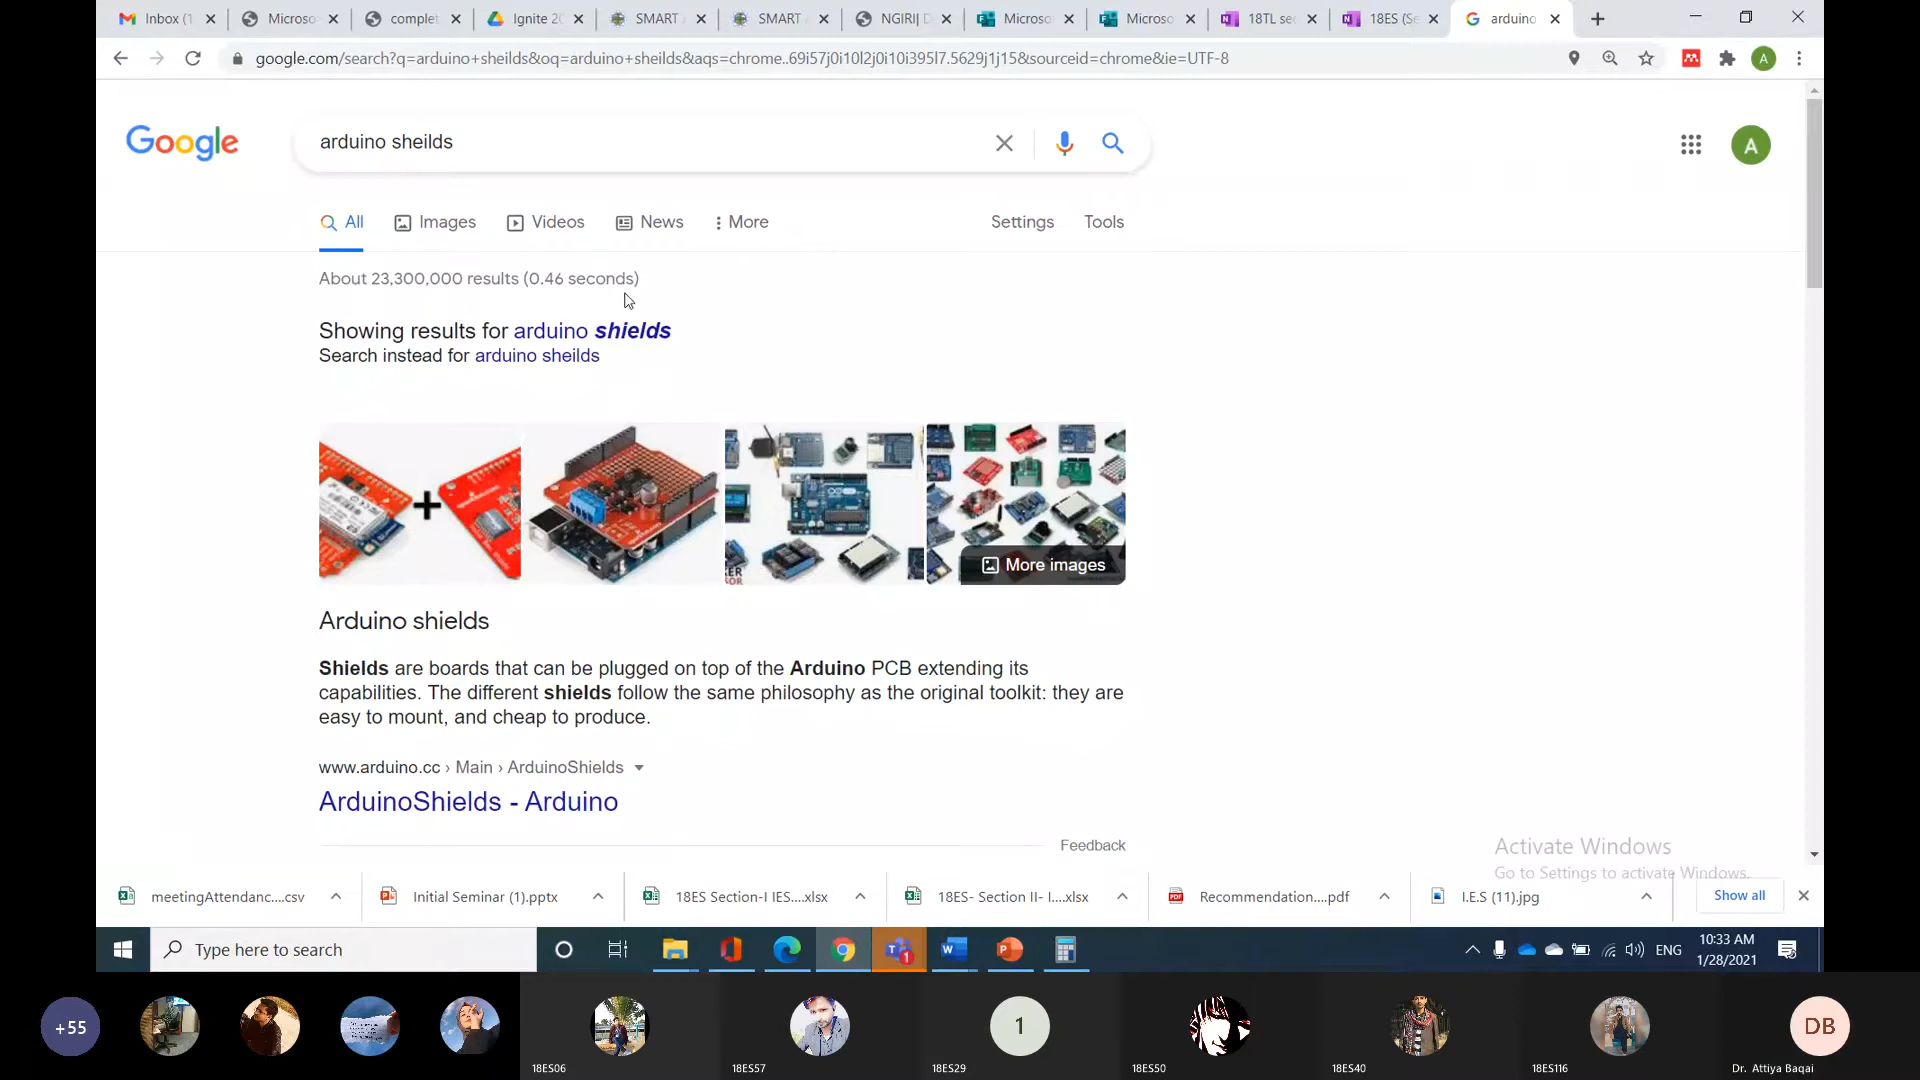 Inbox (1
Microso
complet
Ignite 20
SMART
SMART
NGIRI| D
Microso
Microso
18TL se
18ES (Se
arduino
google.com/search?q=arduino+sheilds&oq=arduino+sheilds&aqs=chrome..69i57j0i10l2j0i10i395l7.5629j1j15&sourceid=chrome&ie=UTF-8
A
Google
arduino sheilds
A
All
Images
Videos
News
More
Settings
Tools
About 23,300,000 results (0.46 seconds)
Showing results for arduino shields
Search instead for arduino sheilds
More images
Arduino shields
Shields are boards that can be plugged on top of the Arduino PCB extending its
capabilities. The different shields follow the same philosophy as the original toolkit: they are
easy to mount, and cheap to produce.
www.arduino.cc › Main › ArduinoShields
ArduinoShields - Arduino
Feedback
Activate Windows
Go to Settings to activate Windows.
meetingAttendanc....csv
Initial Seminar (1).pptx
18ES Section-I IES....xlsx
18ES- Section II- I....xlsx
Recommendation....pdf
I.E.S (11).jpg
Show all
Type here to search
1
ENG
10:33 AM
1/28/2021
+55
1
DB
18ES06
18ES57
18ES29
18ES50
18ES40
18ES116
Dr. Attiya Baqai